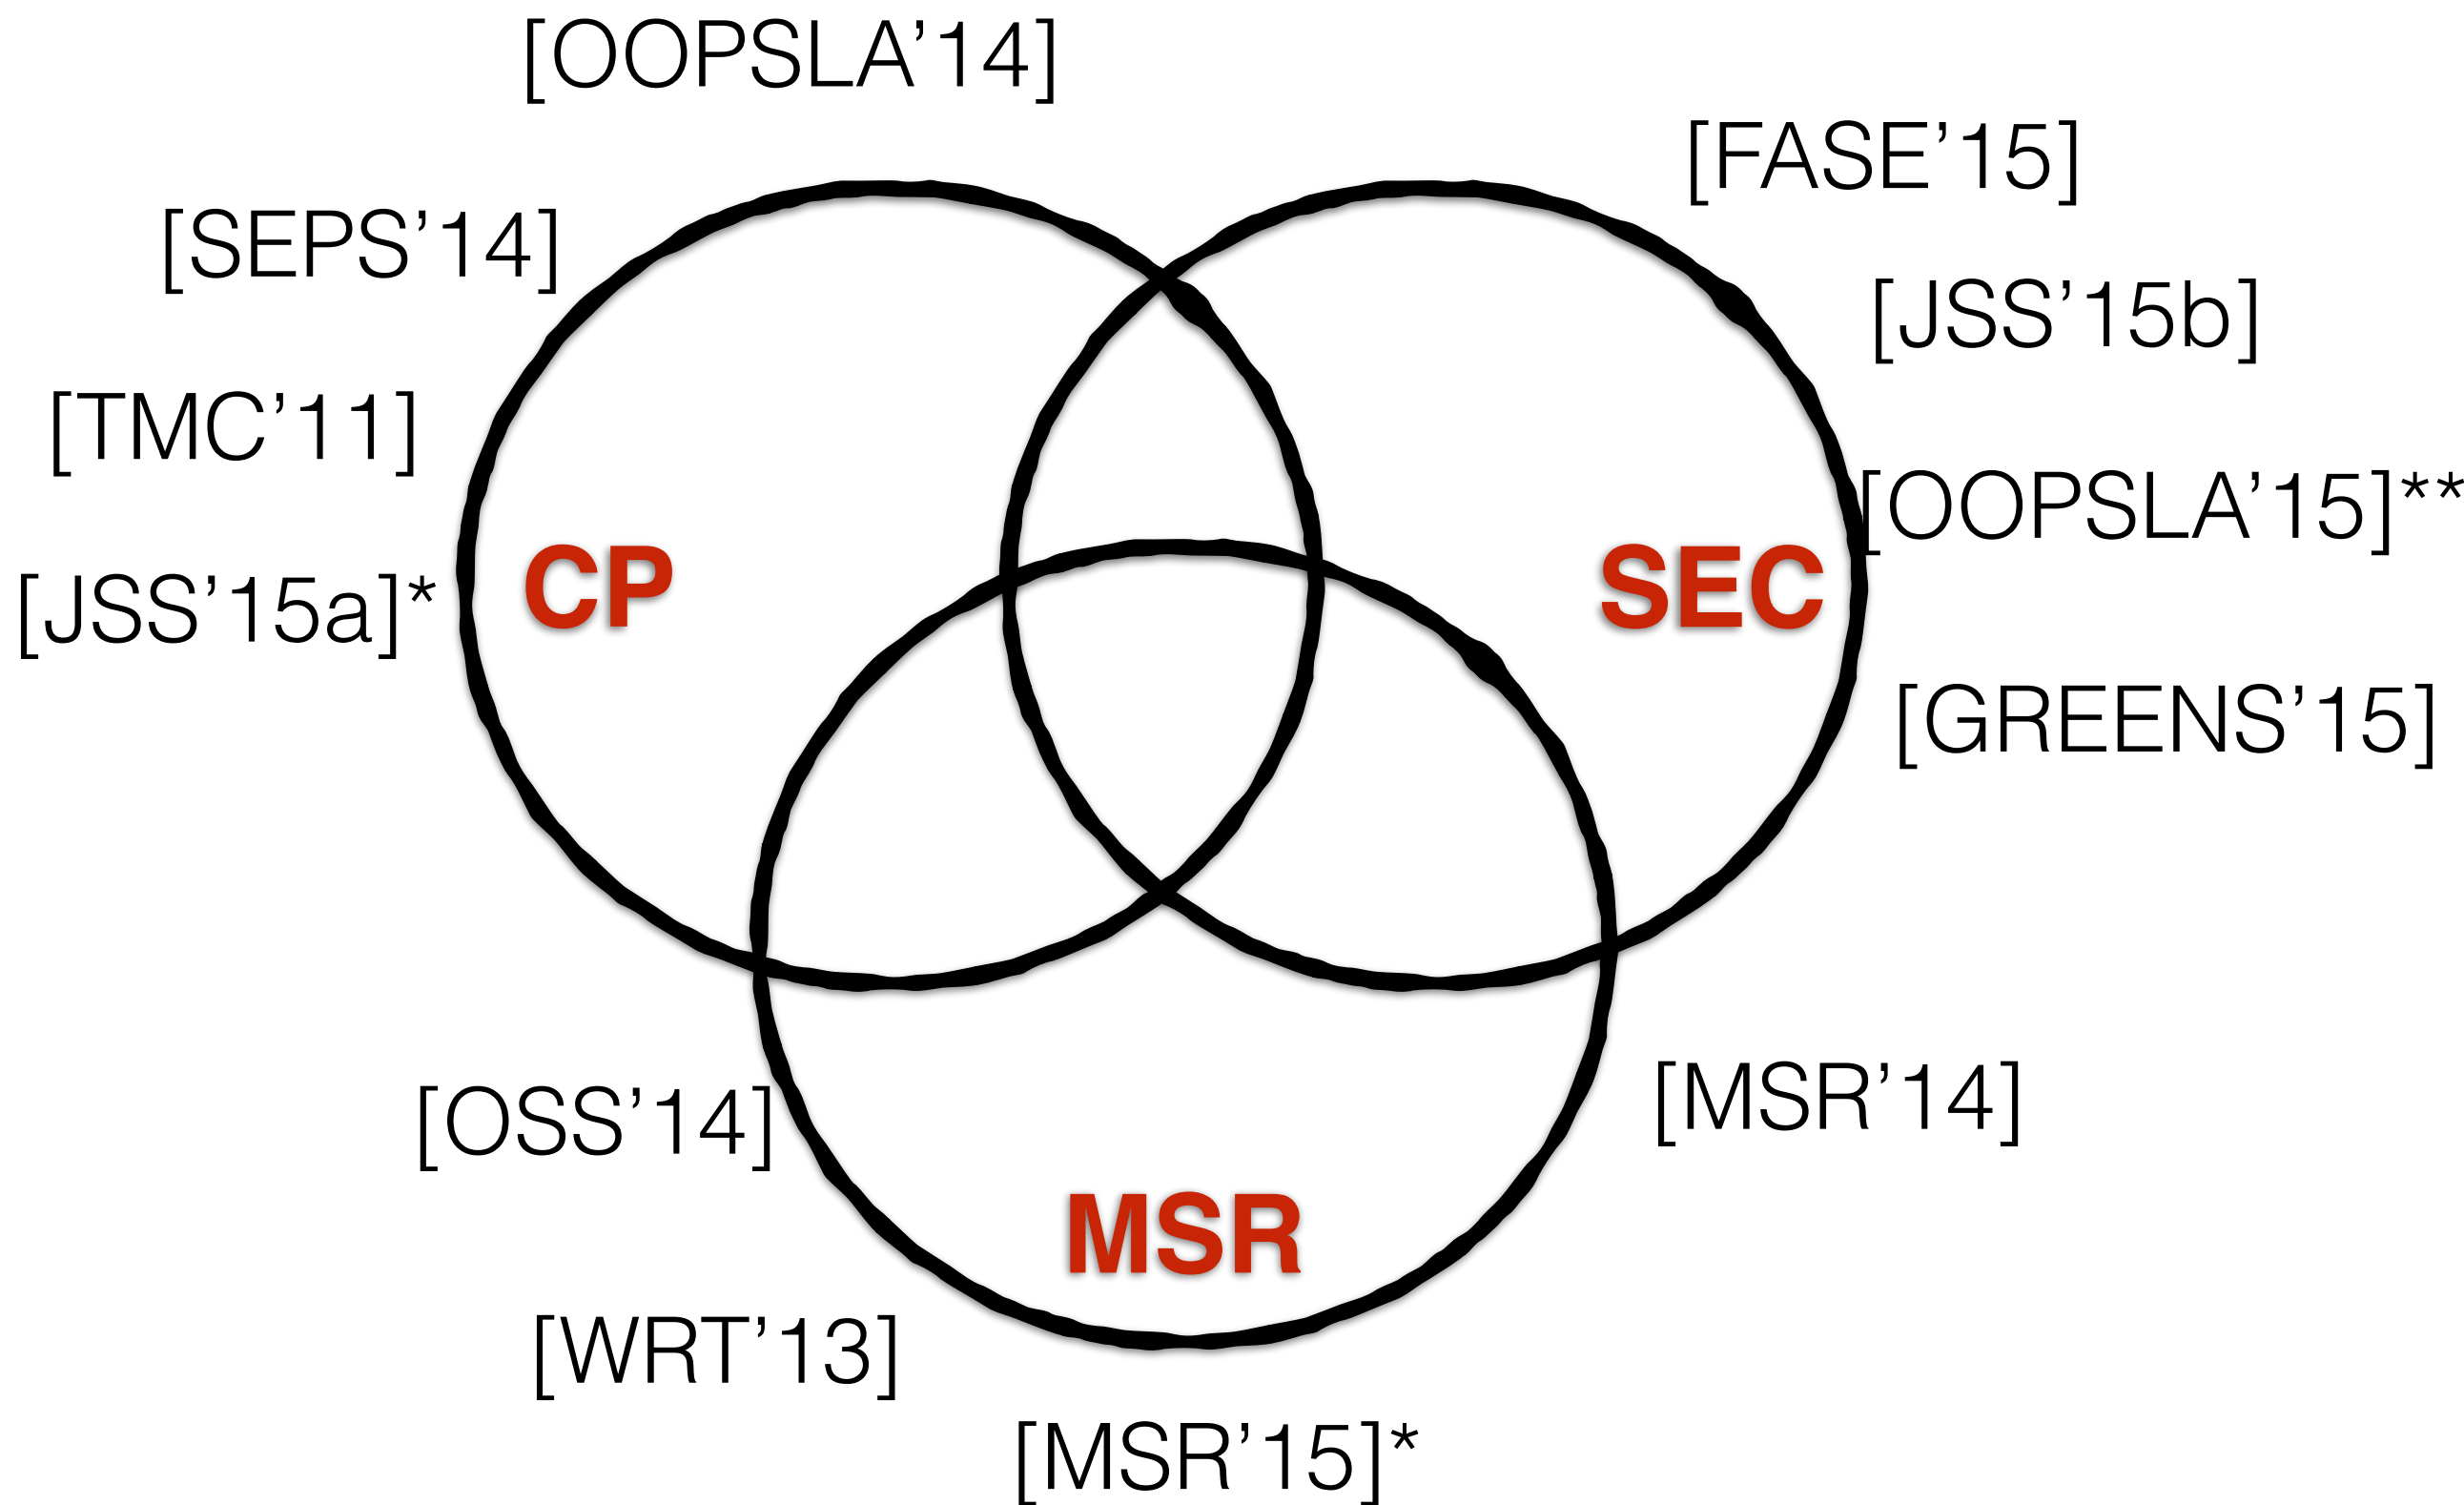 [OOPSLA’14]
[FASE’15]
[SEPS’14]
[JSS’15b]
[TMC’11]
[OOPSLA’15]**
[JSS’15a]*
CP
SEC
[GREENS’15]
[OSS’14]
[MSR’14]
MSR
[WRT’13]
[MSR’15]*